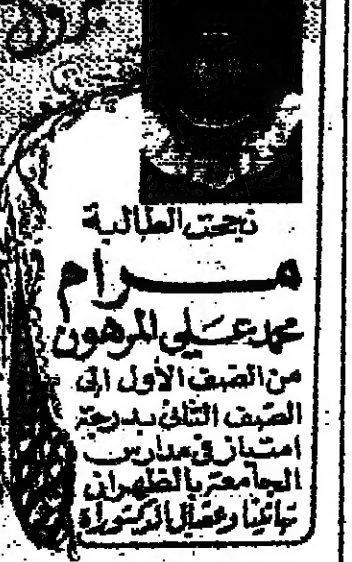 نجحت الطالبة
مرام
محمد علي المرهون
من الصف الأول الى
الصف الثاني بدرجة
امتياز في مدارس
الجامعة بالظهران
تهانينا وعقبال الدكتوراة